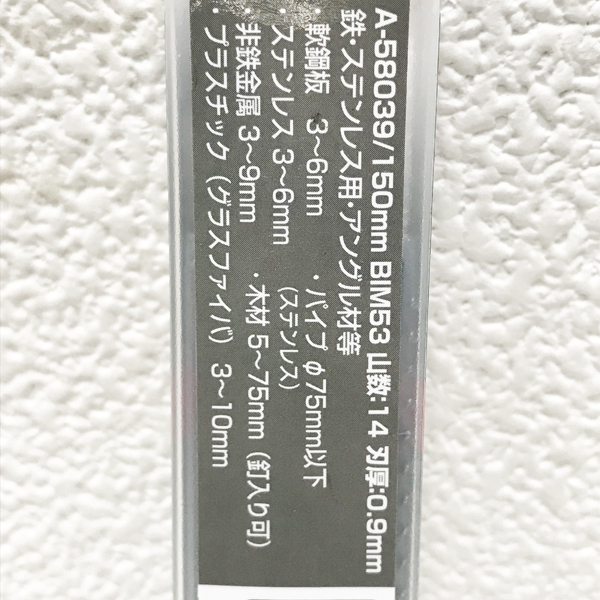 A-58039/150mm BIM53 山数:14 刃厚:0.9mm
鉄・ステンレス用・アングル材等
・軟鋼板 3〜6mm ・パイプ φ75mm以下
・ステンレス 3〜6mm (ステンレス)
・非鉄金属 3〜9mm ・木材 5〜75mm (釘入り可)
・プラスチック (グラスファイバ) 3〜10mm